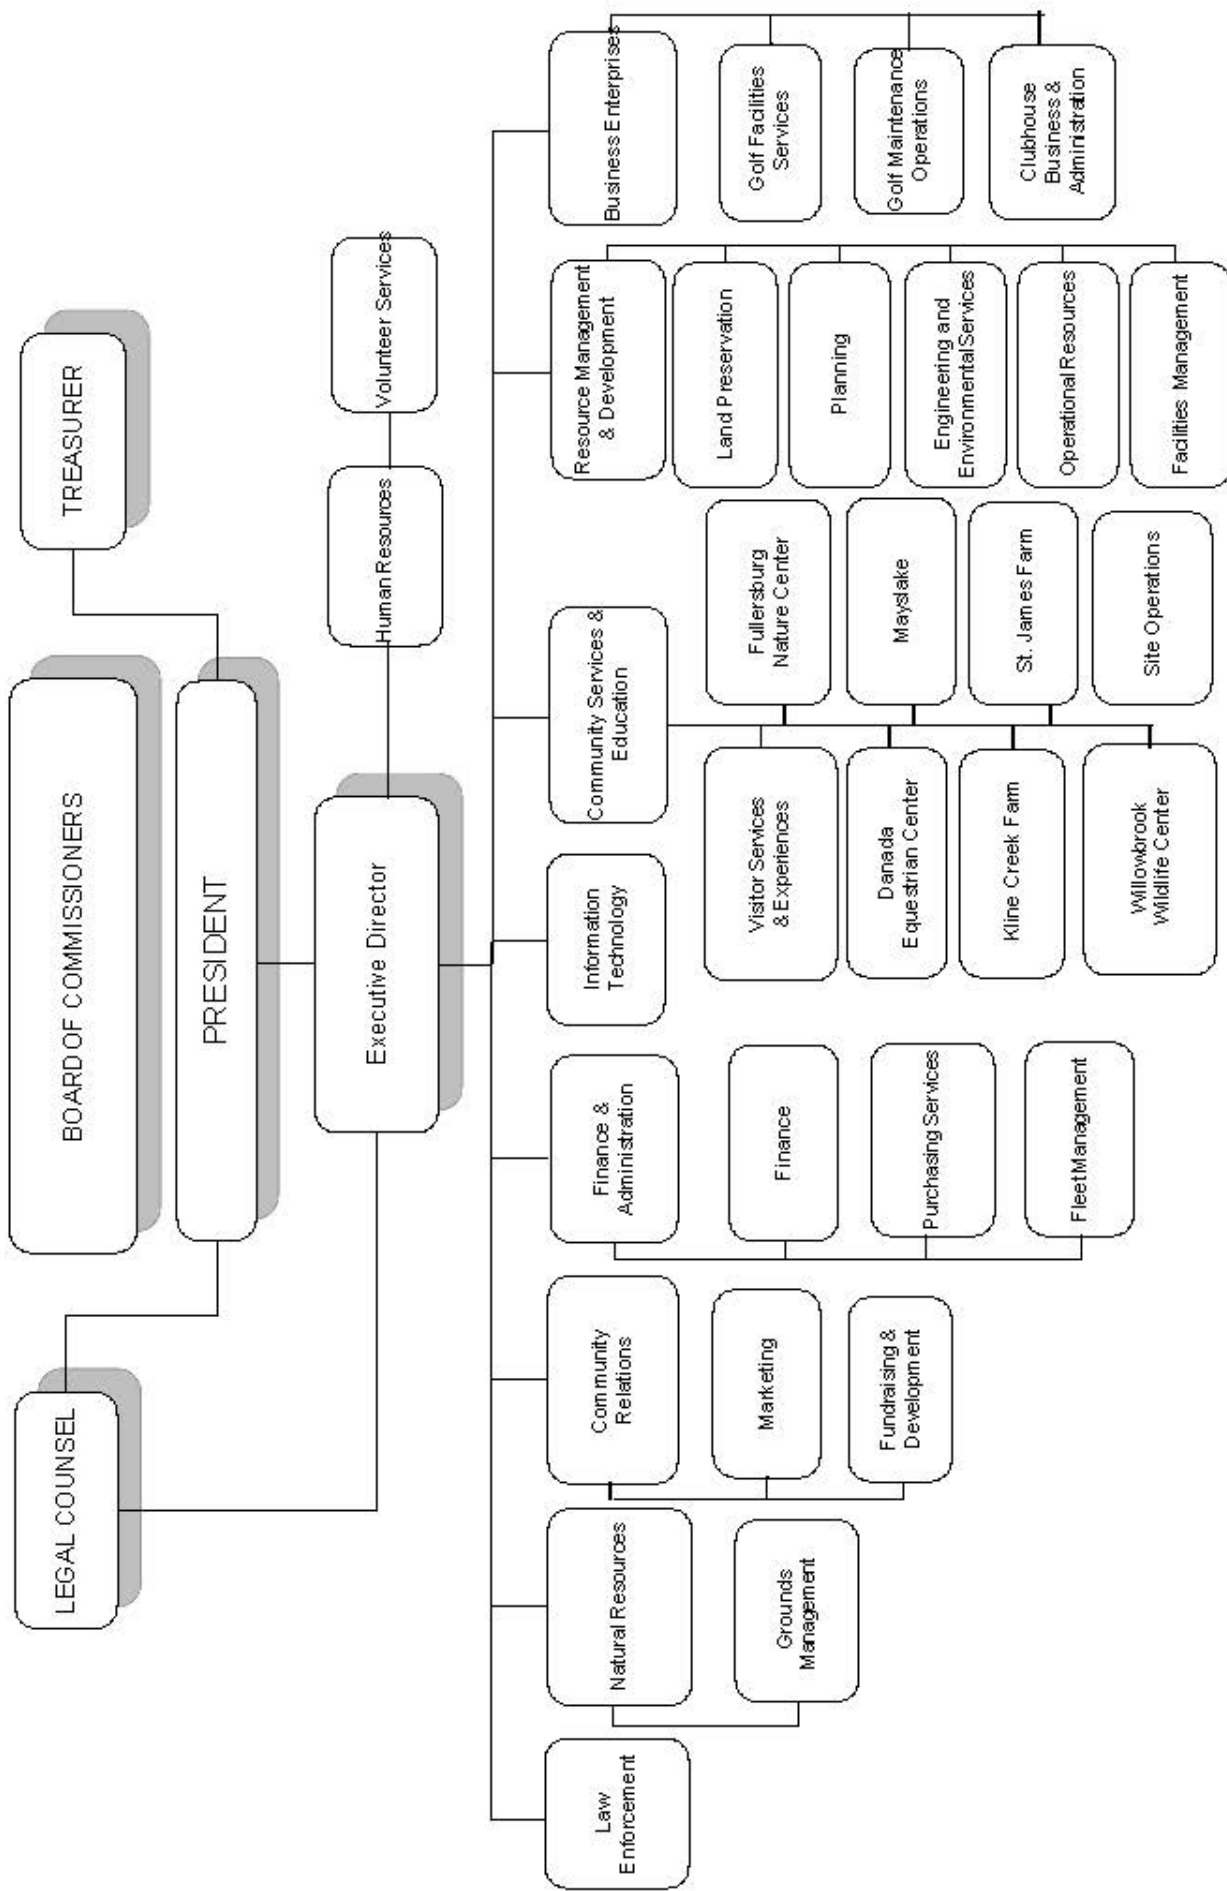 BOARD OF COMMISSIONERS
LEGAL COUNSEL
TREASURER
PRESIDENT
Executive Director
Human Resources
Volunteer Services
Law
Enforcement
Natural Resources
Grounds
Management
Community
Relations
Marketing
Fundraising &
Development
Finance &
Administration
Finance
Purchasing Services
Fleet Management
Information
Technology
Community Services &
Education
Visitor Services
& Experiences
Fullersburg
Nature Center
Danada
Equestrian Center
Mayslake
Kline Creek Farm
St. James Farm
Willowbrook
Wildlife Center
Site Operations
Resource Management
& Development
Land Preservation
Planning
Engineering and
Environmental Services
Operational Resources
Facilities Management
Business Enterprises
Golf Facilities
Services
Golf Maintenance
Operations
Clubhouse
Business &
Administration